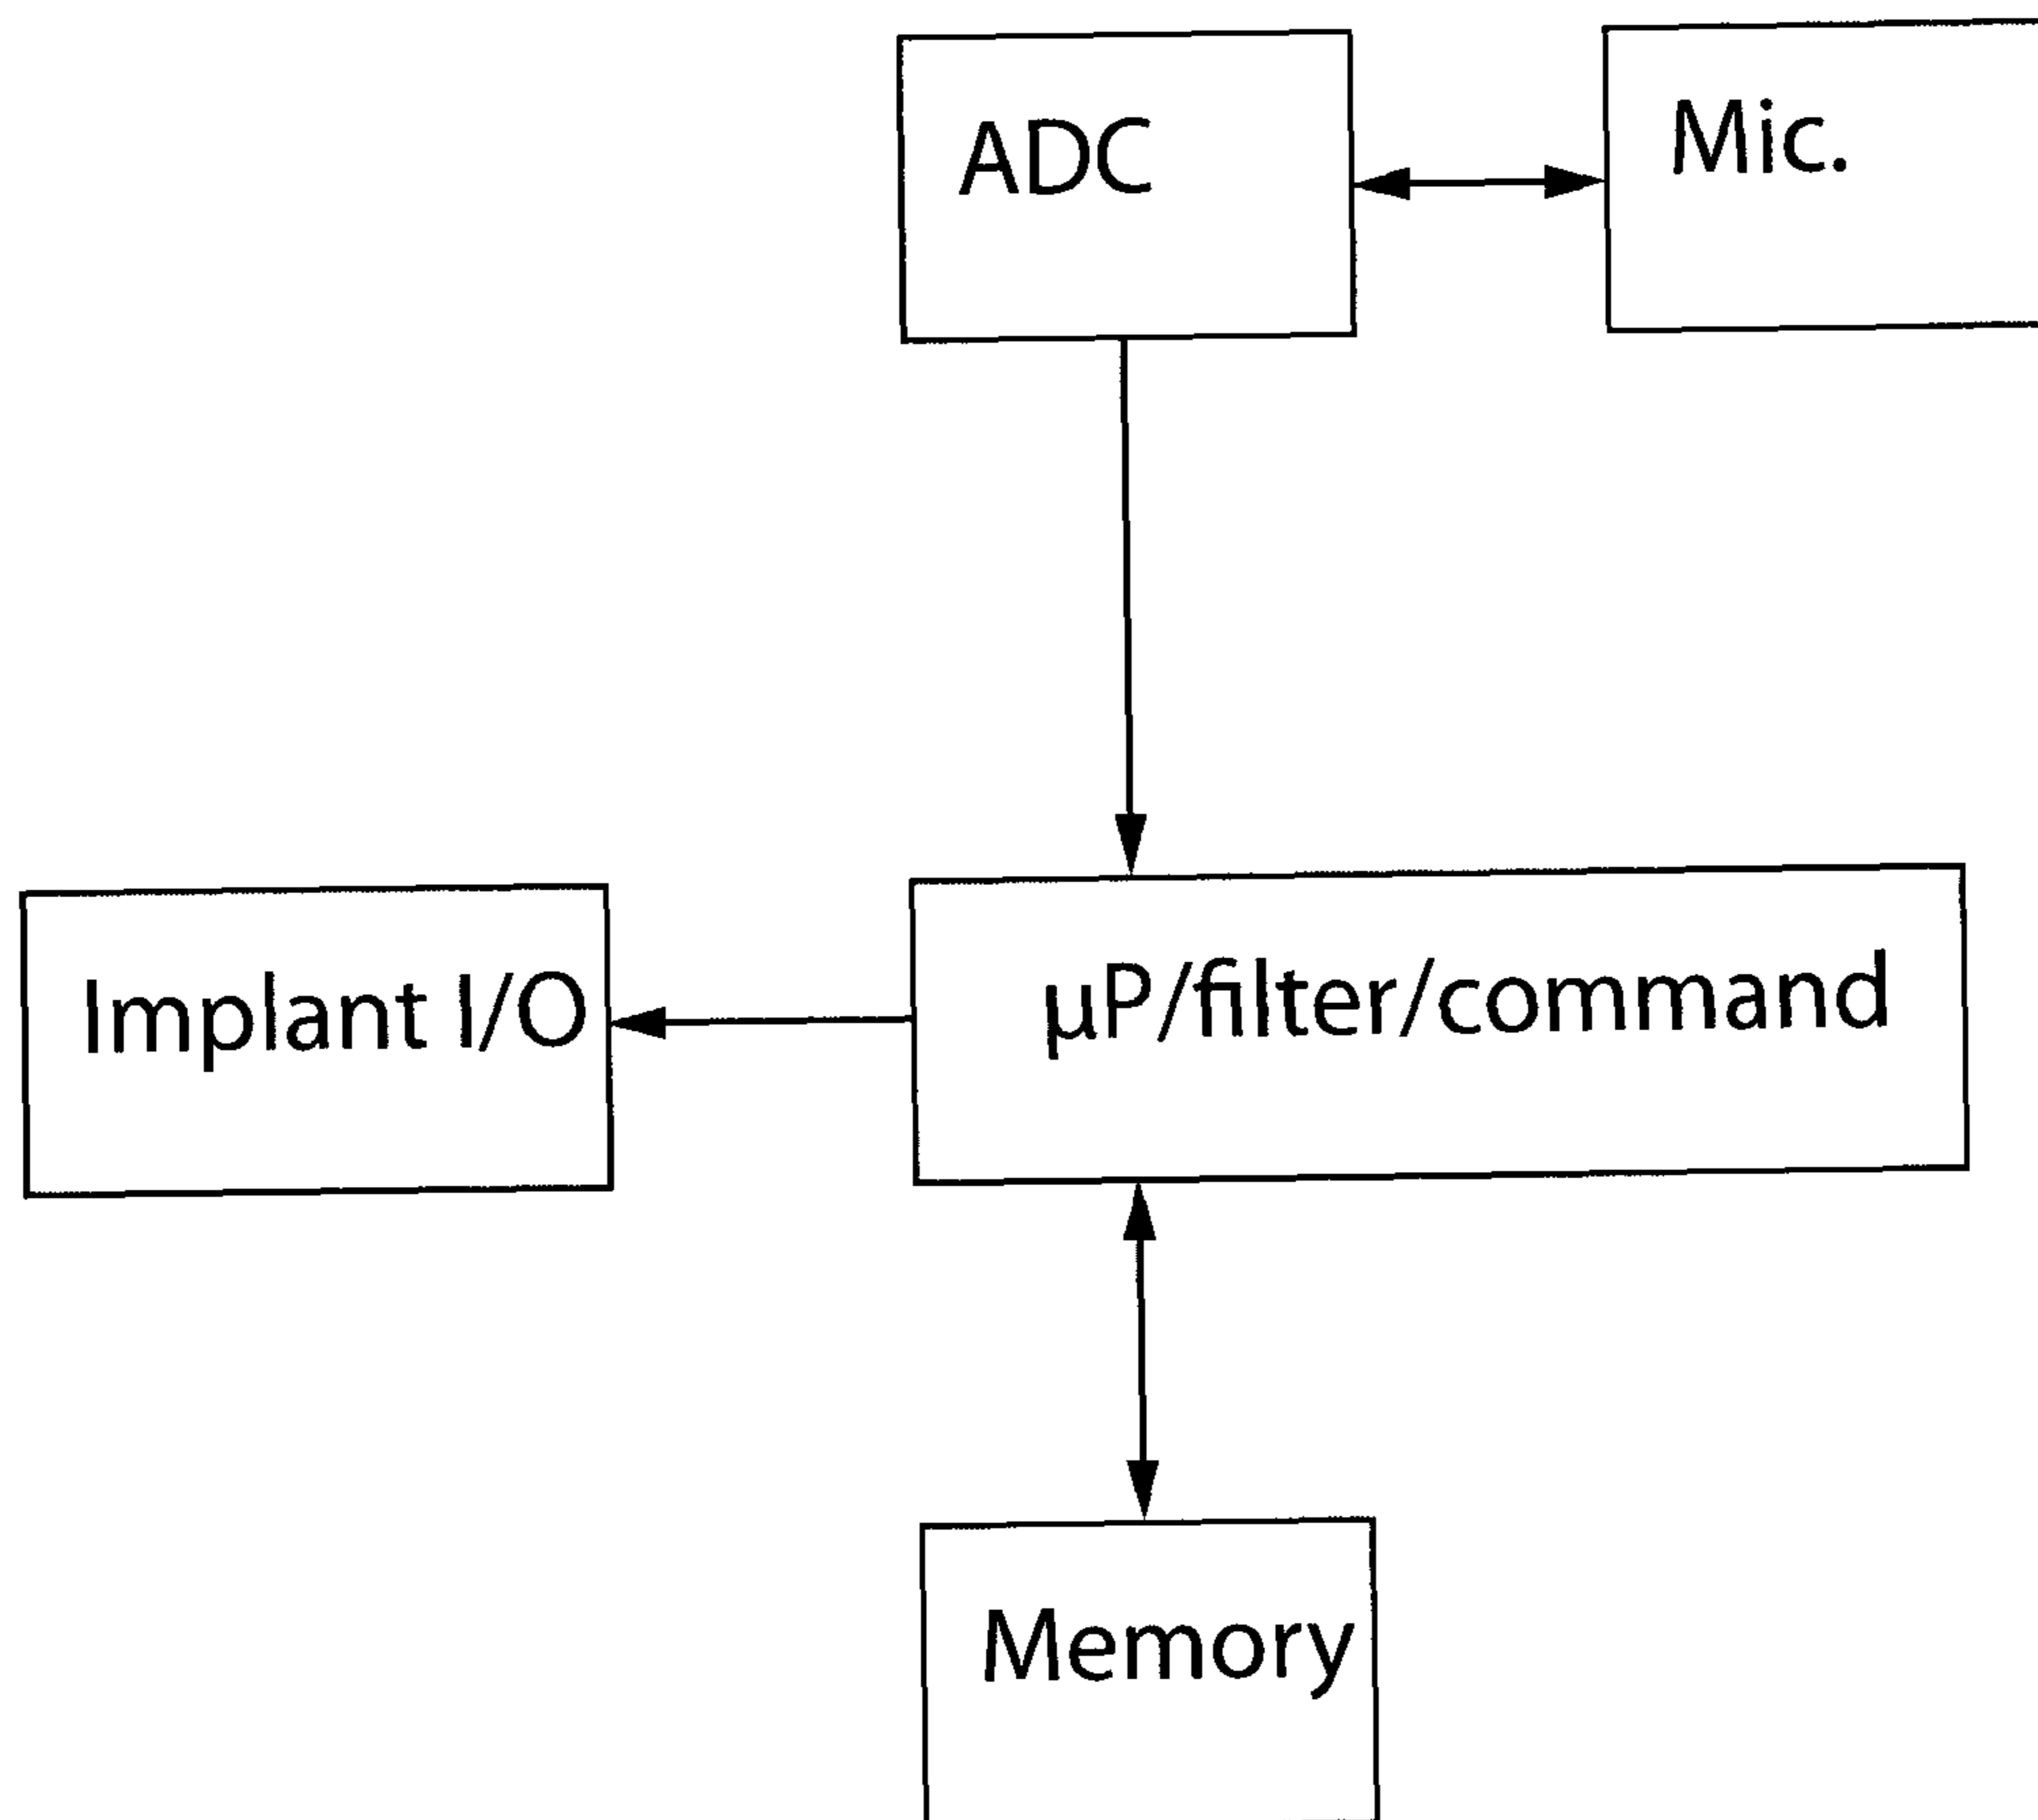 ADC
Mic.
Implant I/O
µP/filter/command
Memory